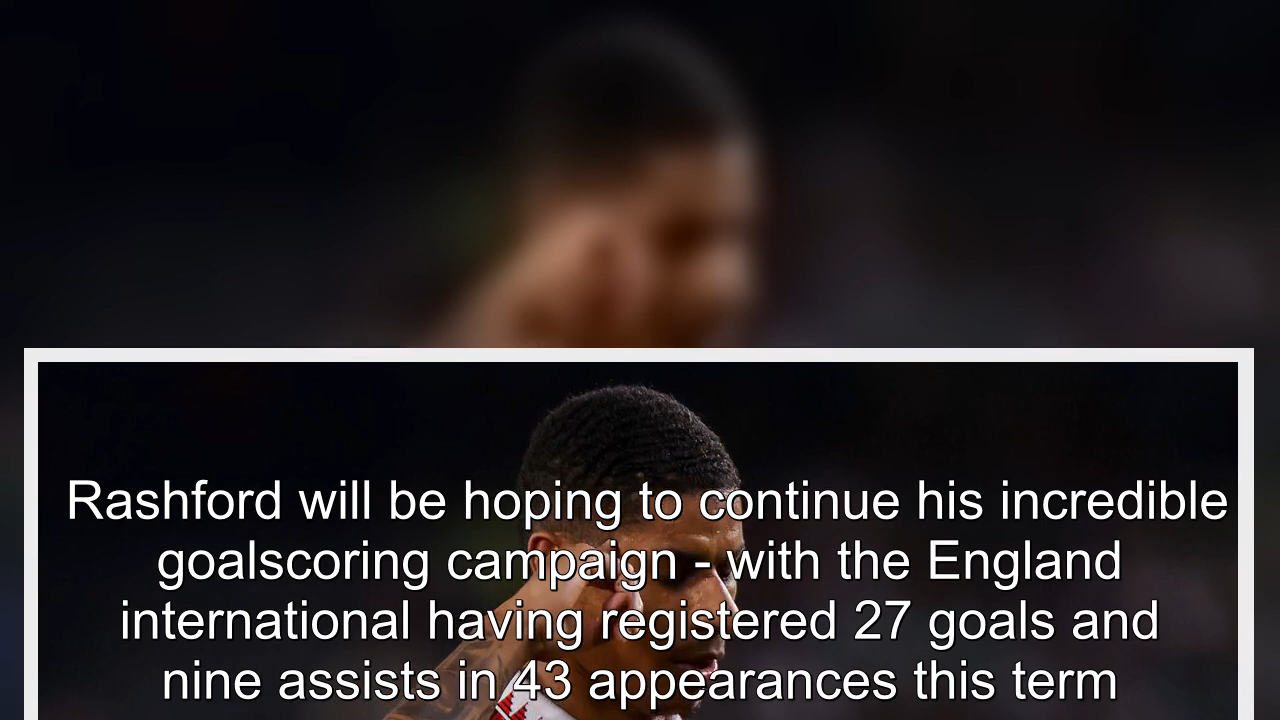 Rashford will be hoping to continue his incredible
goalscoring campaign - with the England
international having registered 27 goals and
nine assists in 43 appearances this term